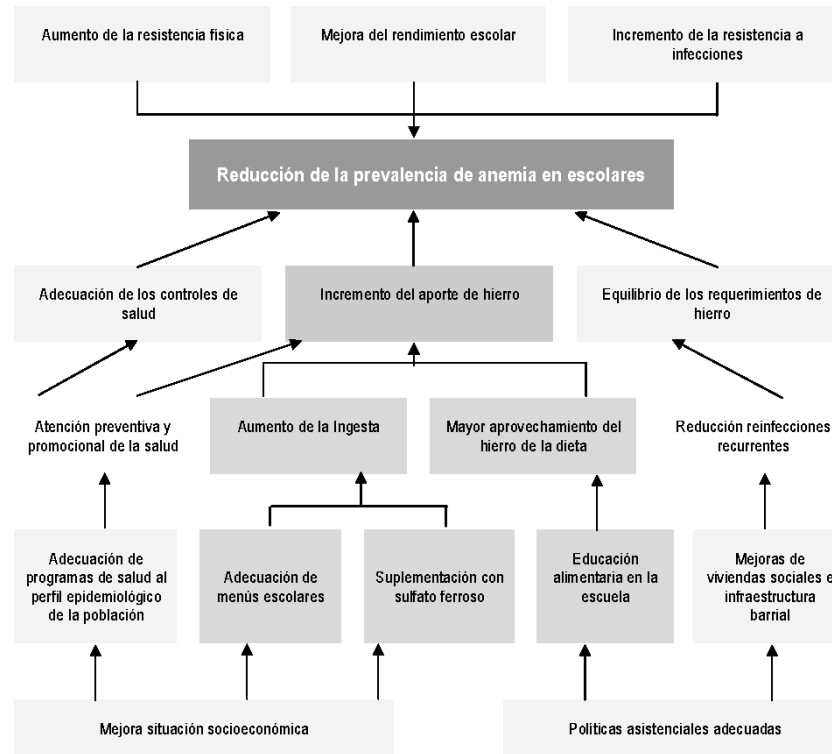 Aumento de la resistencia física
Mejora del rendimiento escolar
Incremento de la resistencia a
infecciones
Reducción de la prevalencia de anemia en escolares
Adecuación de los controles de
salud
Incremento del aporte de hierro
Equilibrio de los requerimientos de
hierro
Atención preventiva y
promocional de la salud
Aumento de la Ingesta
Mayor aprovechamiento del
hierro de la dieta
Reducción reinfecciones
recurrentes
Adecuación de
programas de salud al
perfil epidemiológico
de la población
Adecuación de
menús escolares
Suplementación con
sulfato ferroso
Educación
alimentaria en la
escuela
Mejoras de
viviendas sociales e
infraestructura
barrial
Mejora situación socioeconómica
Políticas asistenciales adecuadas